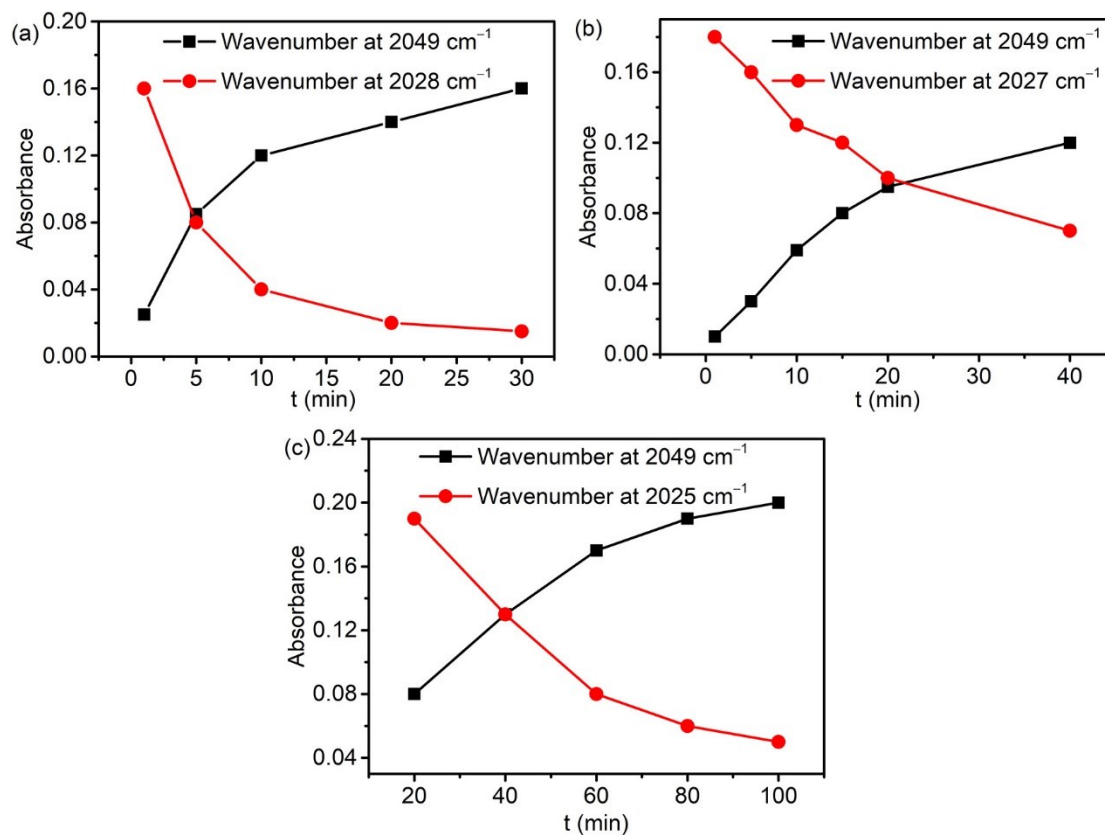 (a)
Wavenumber at 2049 cm⁻¹
Wavenumber at 2028 cm⁻¹
Absorbance
0.20
0.16
0.12
0.08
0.04
0.00
0 5 10 15 20 25 30
t (min)
(b)
Wavenumber at 2049 cm⁻¹
Wavenumber at 2027 cm⁻¹
Absorbance
0.16
0.12
0.08
0.04
0.00
0 10 20 30 40
t (min)
(c)
Wavenumber at 2049 cm⁻¹
Wavenumber at 2025 cm⁻¹
Absorbance
0.24
0.20
0.16
0.12
0.08
0.04
20 40 60 80 100
t (min)